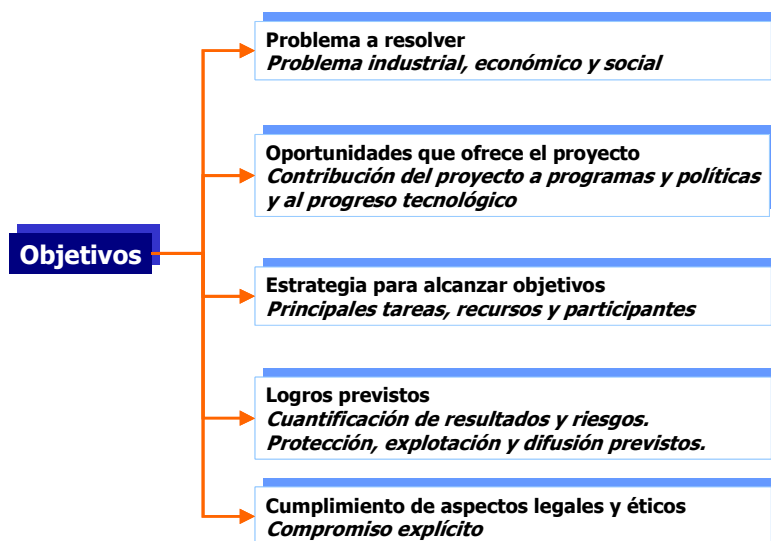 Problema a resolver
Problema industrial, económico y social
Oportunidades que ofrece el proyecto
Contribución del proyecto a programas y políticas
y al progreso tecnológico
Objetivos
Estrategia para alcanzar objetivos
Principales tareas, recursos y participantes
Logros previstos
Cuantificación de resultados y riesgos.
Protección, explotación y difusión previstos.
Cumplimiento de aspectos legales y éticos
Compromiso explícito